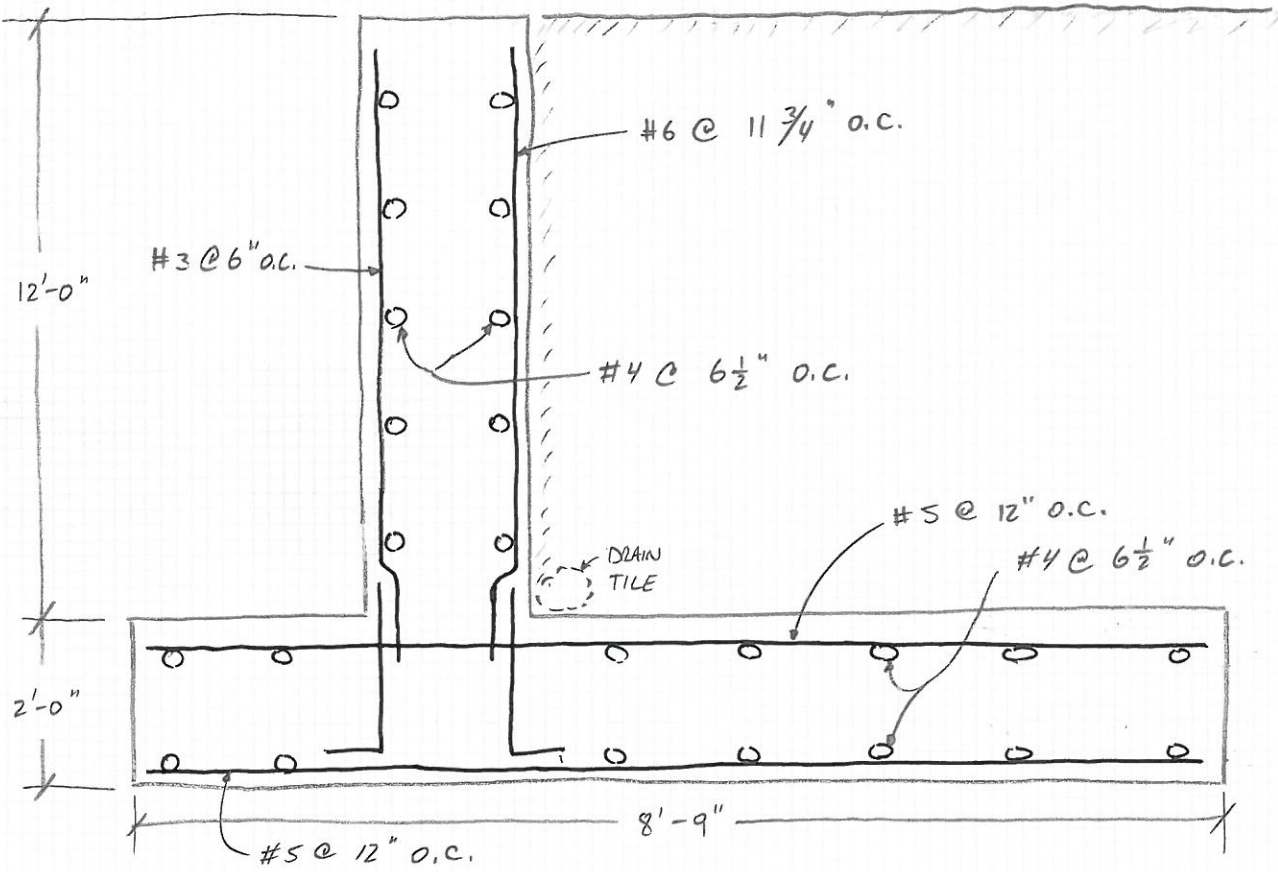 #6 @ 11 3/4" O.C.
#3 @ 6" O.C.
12'-0"
#4 @ 6 1/2" O.C.
#5 @ 12" O.C.
DRAIN
TILE
#4 @ 6 1/2" O.C.
2'-0"
8'-9"
#5 @ 12" O.C.